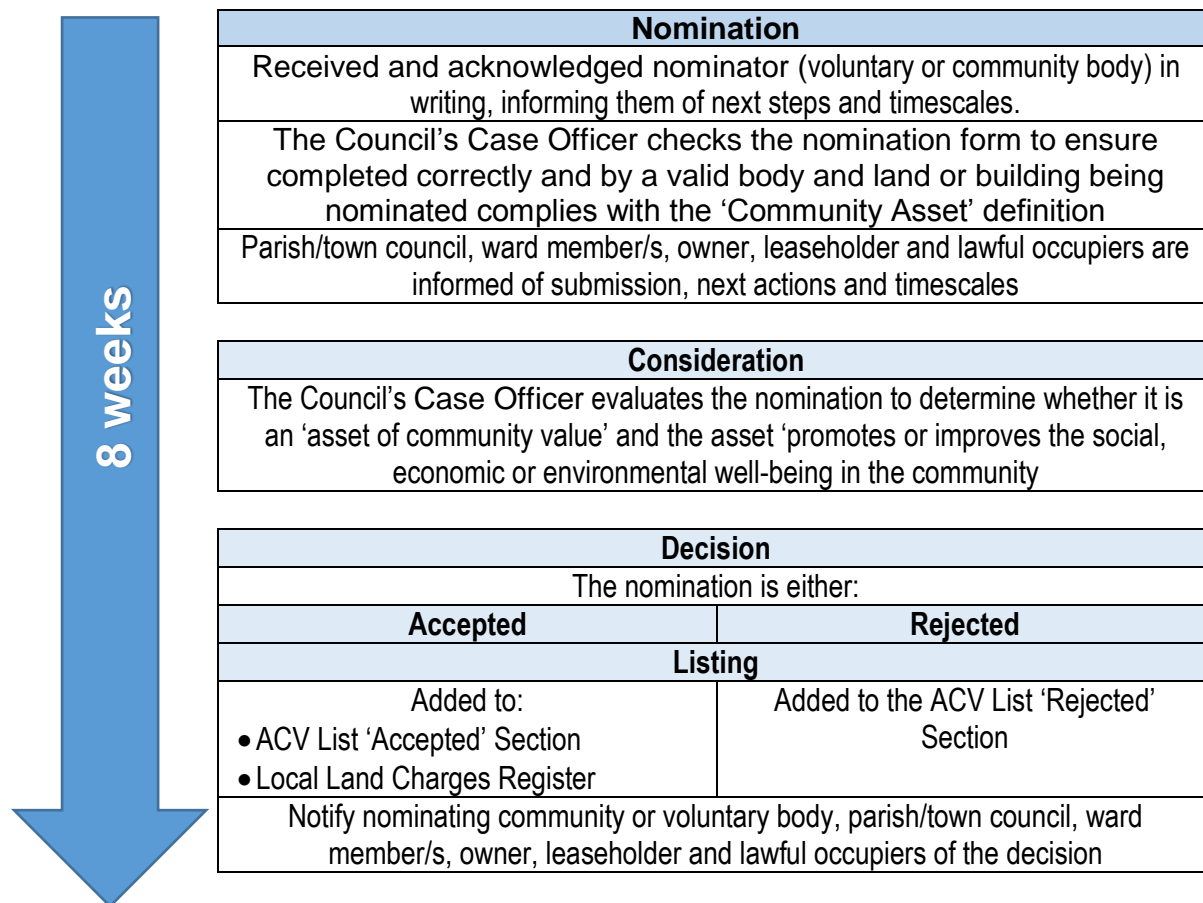 8 weeks
Nomination
Received and acknowledged nominator (voluntary or community body) in
writing, informing them of next steps and timescales.
The Council’s Case Officer checks the nomination form to ensure
completed correctly and by a valid body and land or building being
nominated complies with the ‘Community Asset’ definition
Parish/town council, ward member/s, owner, leaseholder and lawful occupiers are
informed of submission, next actions and timescales
Consideration
The Council’s Case Officer evaluates the nomination to determine whether it is
an ‘asset of community value’ and the asset ‘promotes or improves the social,
economic or environmental well-being in the community
Decision
The nomination is either:
Accepted
Rejected
Listing
Added to:
• ACV List ‘Accepted’ Section
• Local Land Charges Register
Added to the ACV List ‘Rejected’
Section
Notify nominating community or voluntary body, parish/town council, ward
member/s, owner, leaseholder and lawful occupiers of the decision